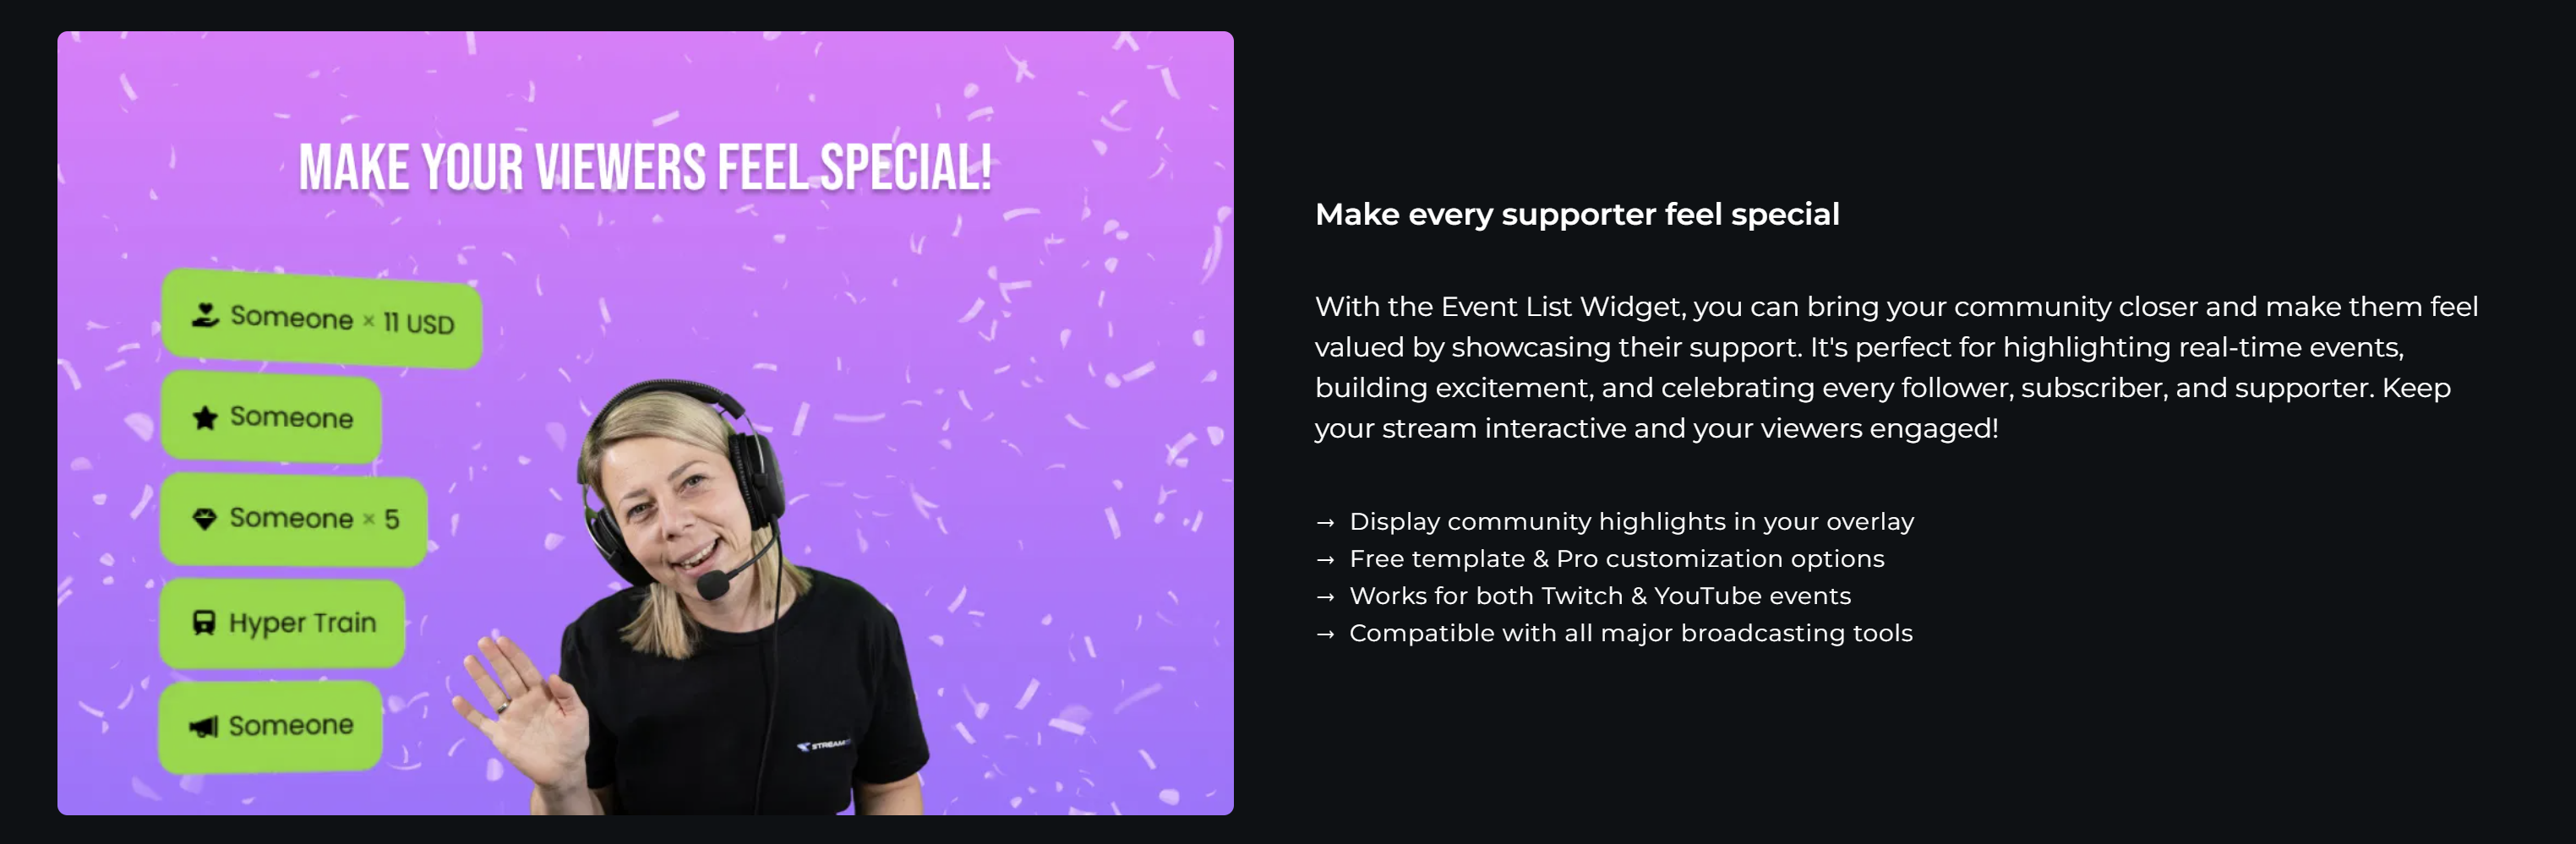 MAKE YOUR VIEWERS FEEL SPECIAL!
Someone × 11 USD
Someone
Someone × 5
Hyper Train
Someone
STREAM
Make every supporter feel special
With the Event List Widget, you can bring your community closer and make them feel
valued by showcasing their support. It's perfect for highlighting real-time events,
building excitement, and celebrating every follower, subscriber, and supporter. Keep
your stream interactive and your viewers engaged!
→ Display community highlights in your overlay
→ Free template & Pro customization options
→ Works for both Twitch & YouTube events
→ Compatible with all major broadcasting tools